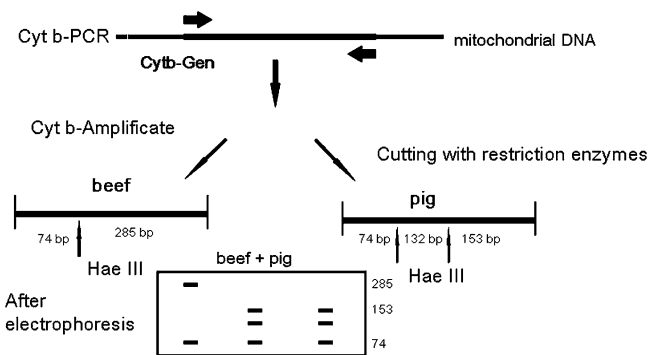 Cyt b-PCR
mitochondrial DNA
Cytb-Gen
Cyt b-Amplificate
Cutting with restriction enzymes
beef
pig
74 bp 285 bp
74 bp 132 bp 153 bp
Hae III
Hae III
beef + pig
After
electrophoresis
285
153
74